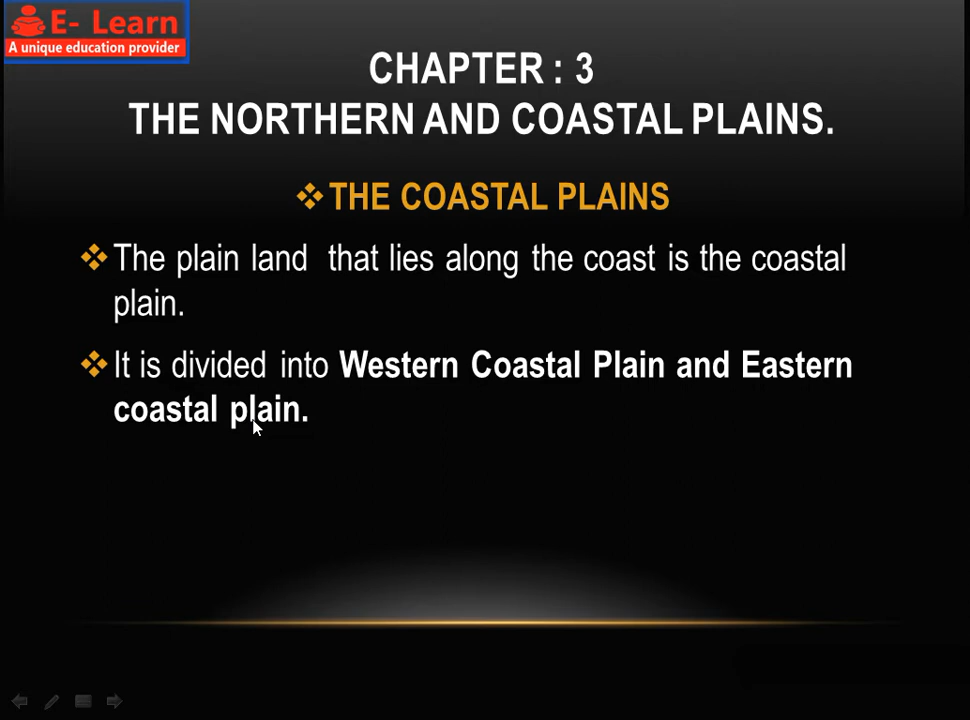 E- Learn
A unique education provider
CHAPTER : 3
THE NORTHERN AND COASTAL PLAINS.
THE COASTAL PLAINS
The plain land that lies along the coast is the coastal
plain.
It is divided into Western Coastal Plain and Eastern
coastal plain.